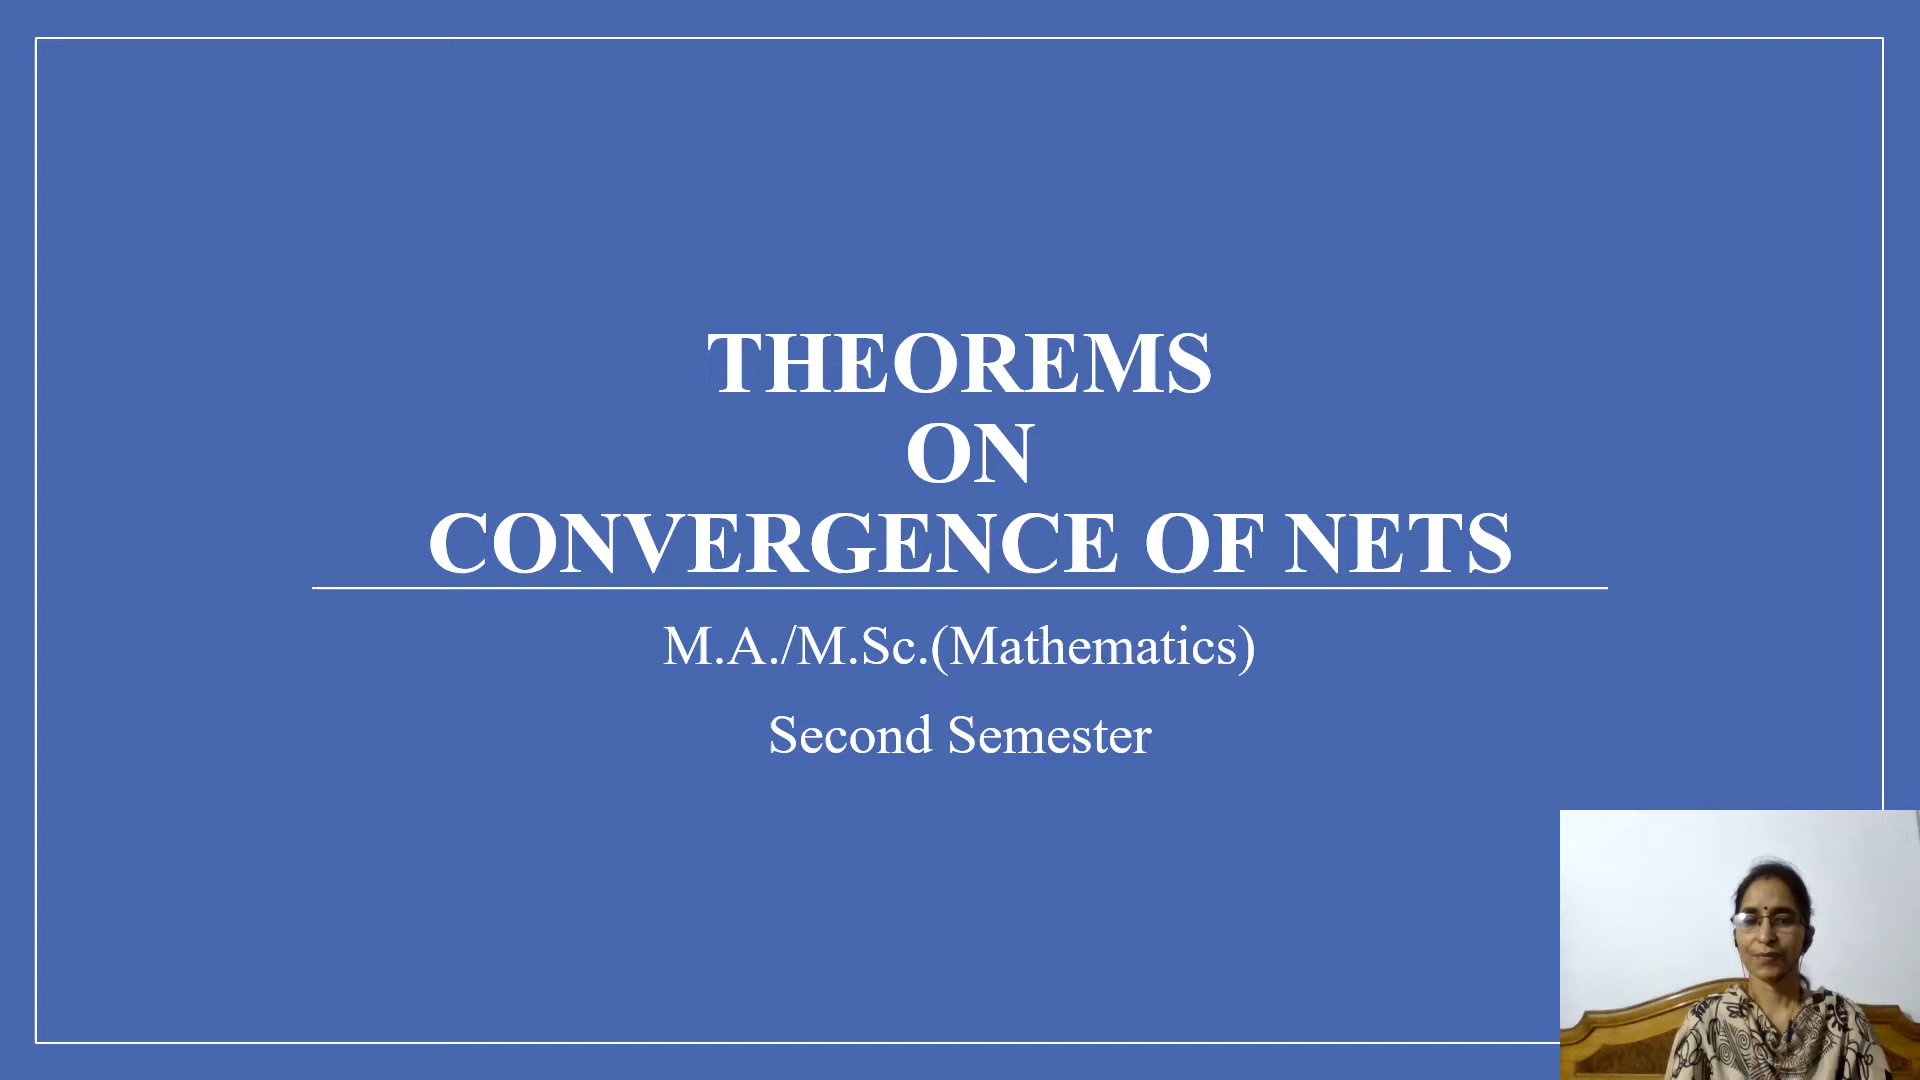 THEOREMS
ON
CONVERGENCE OF NETS
M.A./M.Sc.(Mathematics)
Second Semester